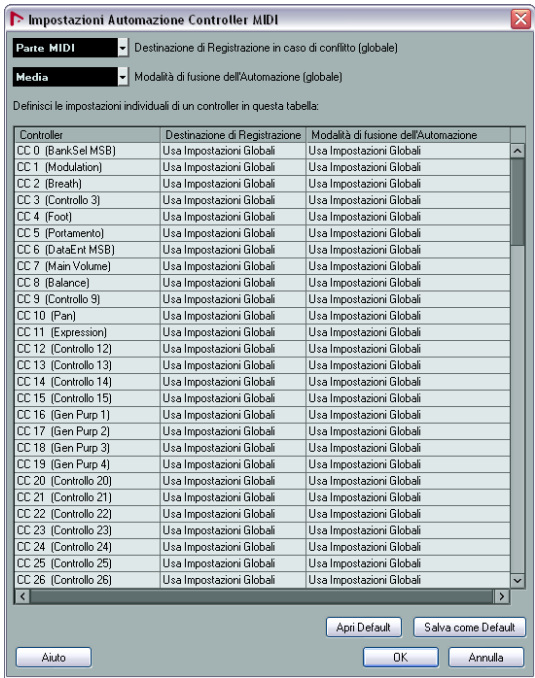 Impostazioni Automazione Controller MIDI
Parte MIDI Destinazione di Registrazione in caso di conflitto (globale)
Media Modalità di fusione dell'Automazione (globale)
Definisci le impostazioni individuali di un controller in questa tabella:
Controller Destinazione di Registrazione Modalità di fusione dell'Automazione
CC 0 (BankSel MSB) Usa Impostazioni Globali Usa Impostazioni Globali
CC 1 (Modulation) Usa Impostazioni Globali Usa Impostazioni Globali
CC 2 (Breath) Usa Impostazioni Globali Usa Impostazioni Globali
CC 3 (Controllo 3) Usa Impostazioni Globali Usa Impostazioni Globali
CC 4 (Foot) Usa Impostazioni Globali Usa Impostazioni Globali
CC 5 (Portamento) Usa Impostazioni Globali Usa Impostazioni Globali
CC 6 (DataEnt MSB) Usa Impostazioni Globali Usa Impostazioni Globali
CC 7 (Main Volume) Usa Impostazioni Globali Usa Impostazioni Globali
CC 8 (Balance) Usa Impostazioni Globali Usa Impostazioni Globali
CC 9 (Controllo 9) Usa Impostazioni Globali Usa Impostazioni Globali
CC 10 (Pan) Usa Impostazioni Globali Usa Impostazioni Globali
CC 11 (Expression) Usa Impostazioni Globali Usa Impostazioni Globali
CC 12 (Controllo 12) Usa Impostazioni Globali Usa Impostazioni Globali
CC 13 (Controllo 13) Usa Impostazioni Globali Usa Impostazioni Globali
CC 14 (Controllo 14) Usa Impostazioni Globali Usa Impostazioni Globali
CC 15 (Controllo 15) Usa Impostazioni Globali Usa Impostazioni Globali
CC 16 (Gen Purp 1) Usa Impostazioni Globali Usa Impostazioni Globali
CC 17 (Gen Purp 2) Usa Impostazioni Globali Usa Impostazioni Globali
CC 18 (Gen Purp 3) Usa Impostazioni Globali Usa Impostazioni Globali
CC 19 (Gen Purp 4) Usa Impostazioni Globali Usa Impostazioni Globali
CC 20 (Controllo 20) Usa Impostazioni Globali Usa Impostazioni Globali
CC 21 (Controllo 21) Usa Impostazioni Globali Usa Impostazioni Globali
CC 22 (Controllo 22) Usa Impostazioni Globali Usa Impostazioni Globali
CC 23 (Controllo 23) Usa Impostazioni Globali Usa Impostazioni Globali
CC 24 (Controllo 24) Usa Impostazioni Globali Usa Impostazioni Globali
CC 25 (Controllo 25) Usa Impostazioni Globali Usa Impostazioni Globali
CC 26 (Controllo 26) Usa Impostazioni Globali Usa Impostazioni Globali
Apri Default Salva come Default
Aiuto OK Annulla